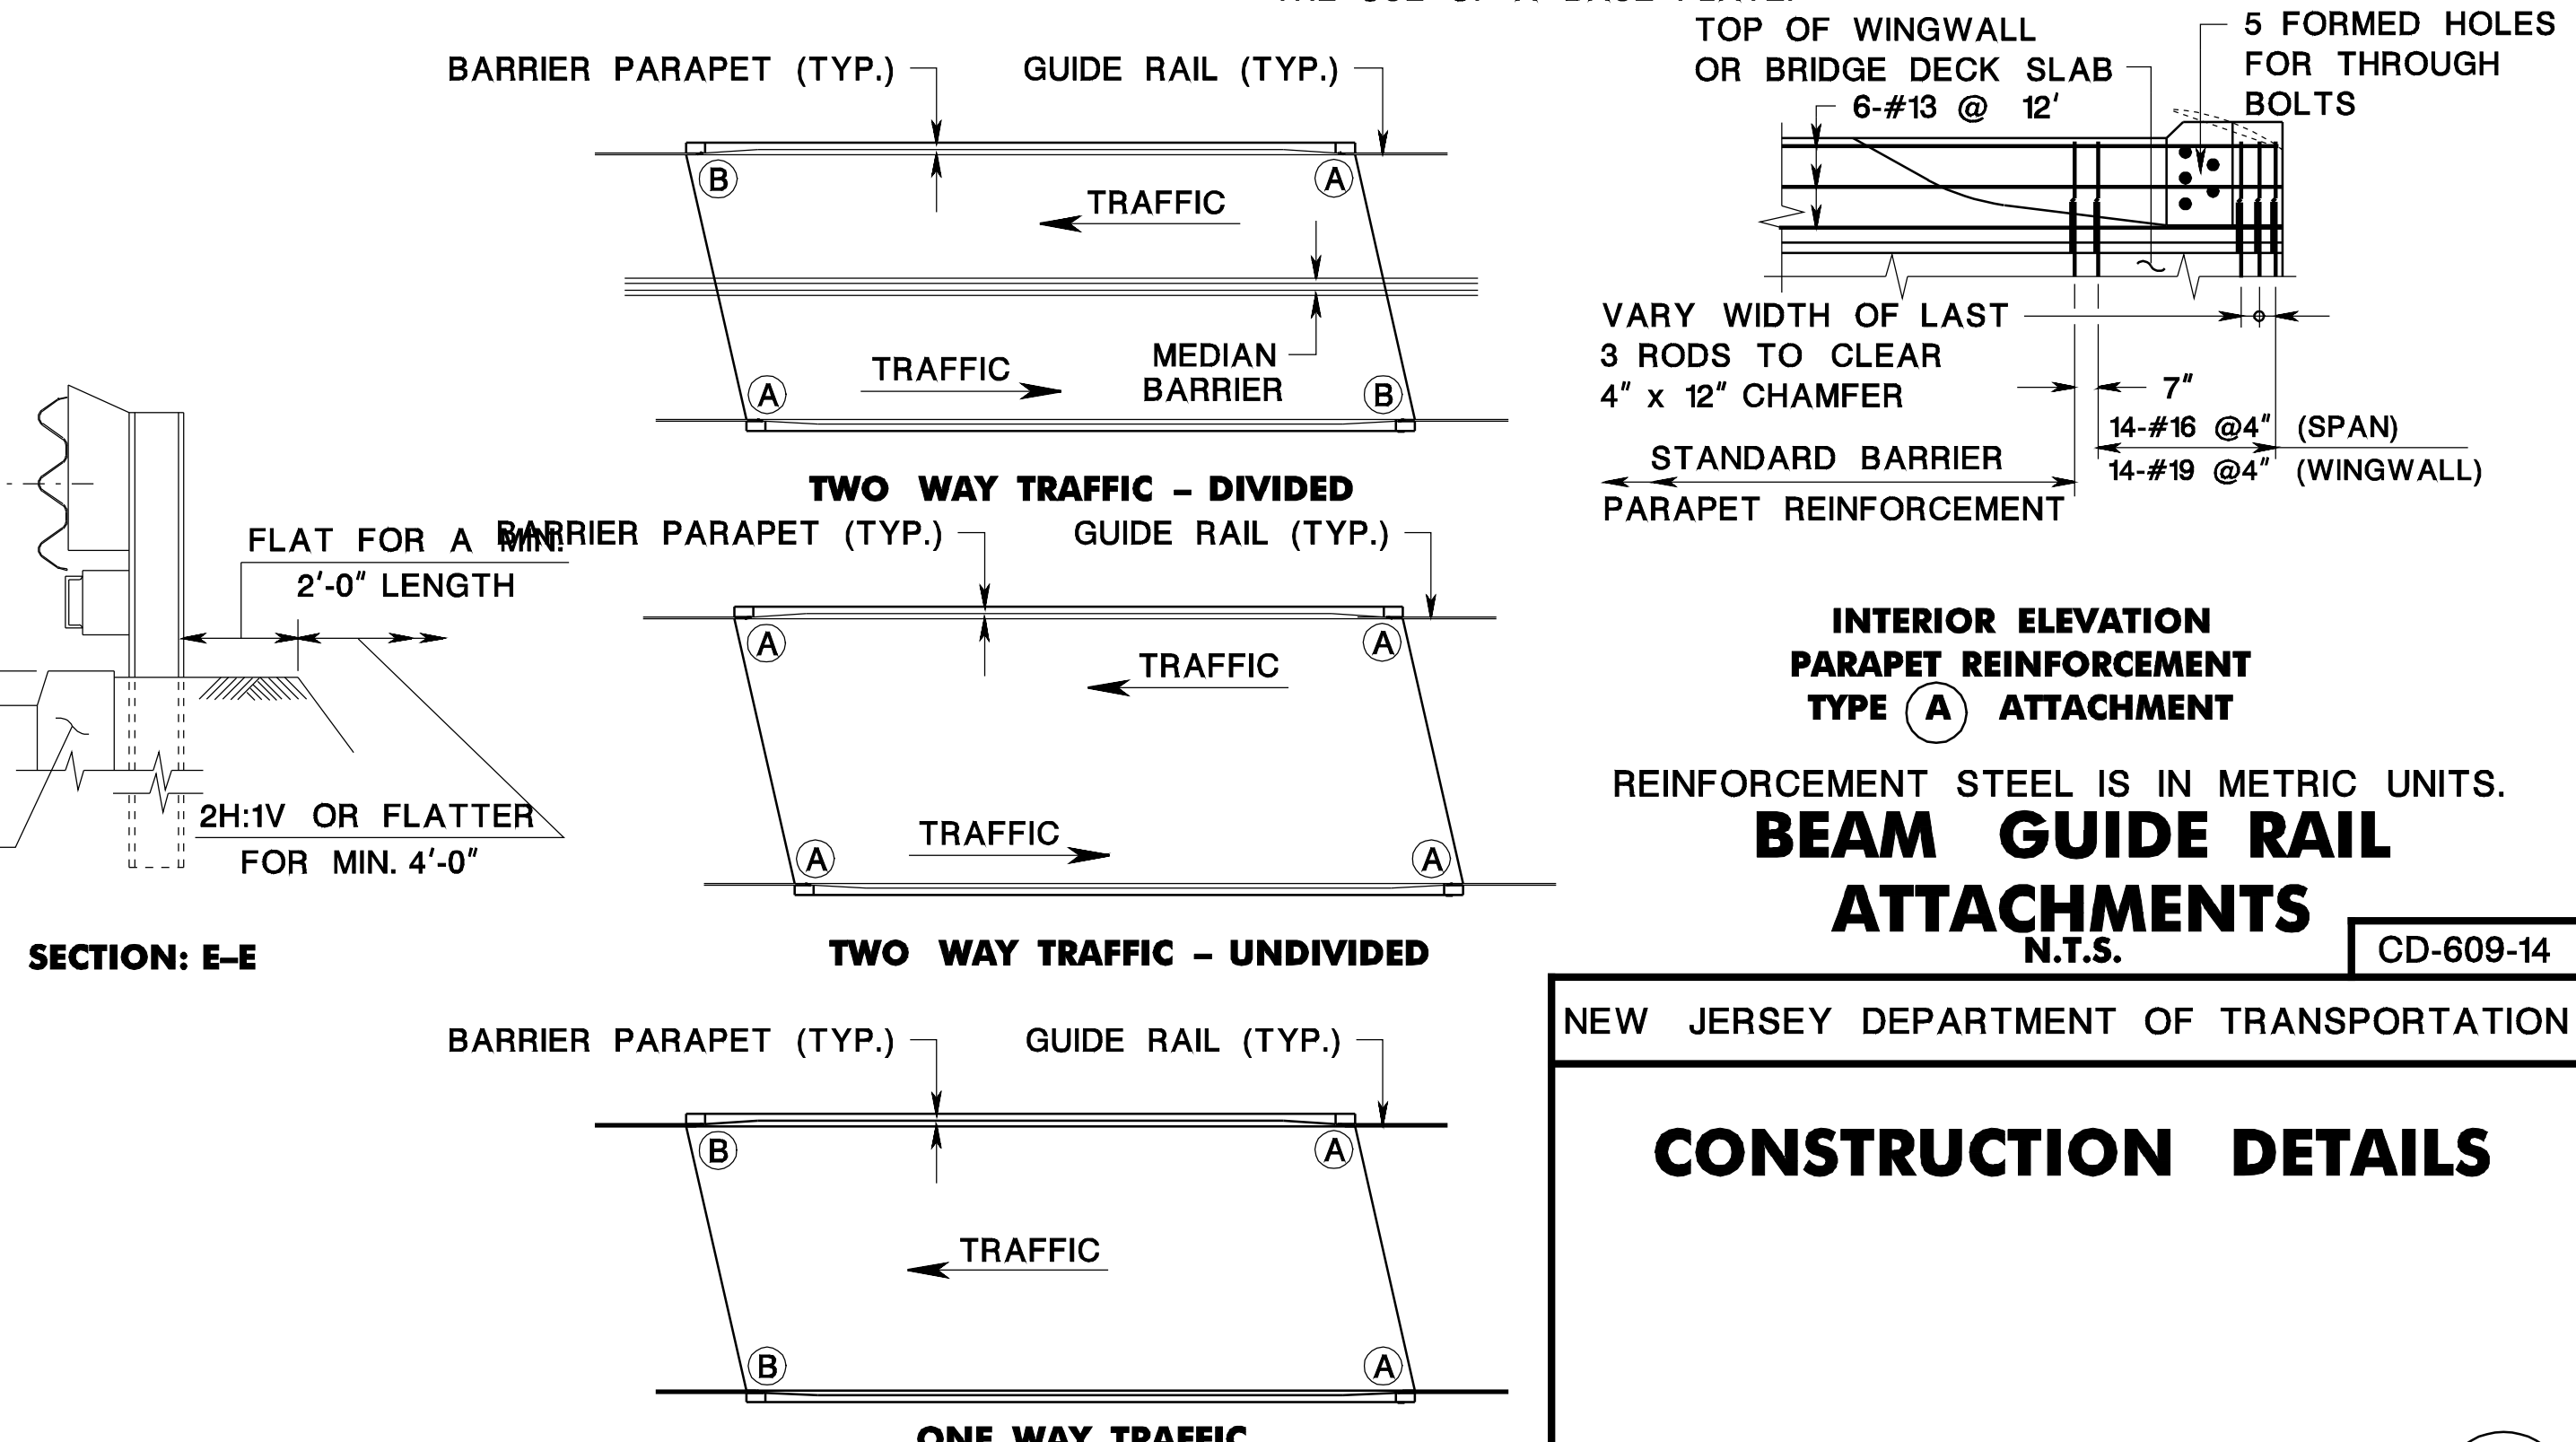 TOP OF WINGWALL
OR BRIDGE DECK SLAB
6-#13 @ 12'
5 FORMED HOLES
FOR THROUGH
BOLTS
BARRIER PARAPET (TYP.)
GUIDE RAIL (TYP.)
B
A
TRAFFIC
TRAFFIC
MEDIAN
BARRIER
A
B
TWO WAY TRAFFIC - DIVIDED
VARY WIDTH OF LAST
3 RODS TO CLEAR
4" x 12" CHAMFER
7"
14-#16 @4" (SPAN)
14-#19 @4" (WINGWALL)
STANDARD BARRIER
PARAPET REINFORCEMENT
FLAT FOR A MIN.
2'-0" LENGTH
2H:1V OR FLATTER
FOR MIN. 4'-0"
SECTION: E-E
BARRIER PARAPET (TYP.)
GUIDE RAIL (TYP.)
A
A
TRAFFIC
TRAFFIC
A
A
TWO WAY TRAFFIC - UNDIVIDED
INTERIOR ELEVATION
PARAPET REINFORCEMENT
TYPE A ATTACHMENT
REINFORCEMENT STEEL IS IN METRIC UNITS.
BEAM GUIDE RAIL
ATTACHMENTS
N.T.S.
CD-609-14
NEW JERSEY DEPARTMENT OF TRANSPORTATION
CONSTRUCTION DETAILS
BARRIER PARAPET (TYP.)
GUIDE RAIL (TYP.)
B
A
TRAFFIC
B
A
ONE WAY TRAFFIC